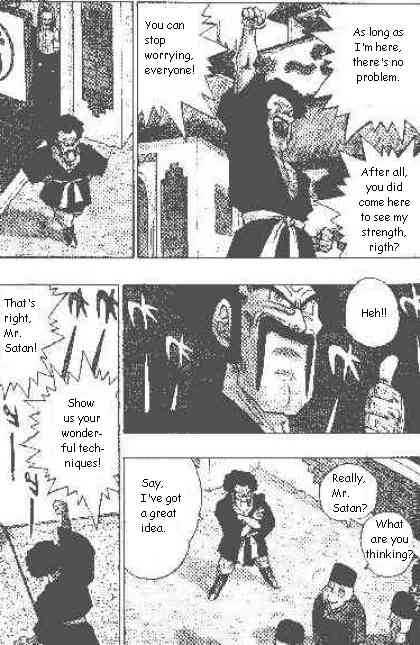 You can
stop
worrying,
everyone!
As long as
I'm here,
there's no
problem.
After all,
you did
come here
to see my
strength,
rigth?
That's
right,
Mr.
Satan!
Show
us your
wonder-
ful tech-
niques!
Heh!!
Say,
I've got
a great
idea.
Really,
Mr.
Satan?
What
are you
thinking?